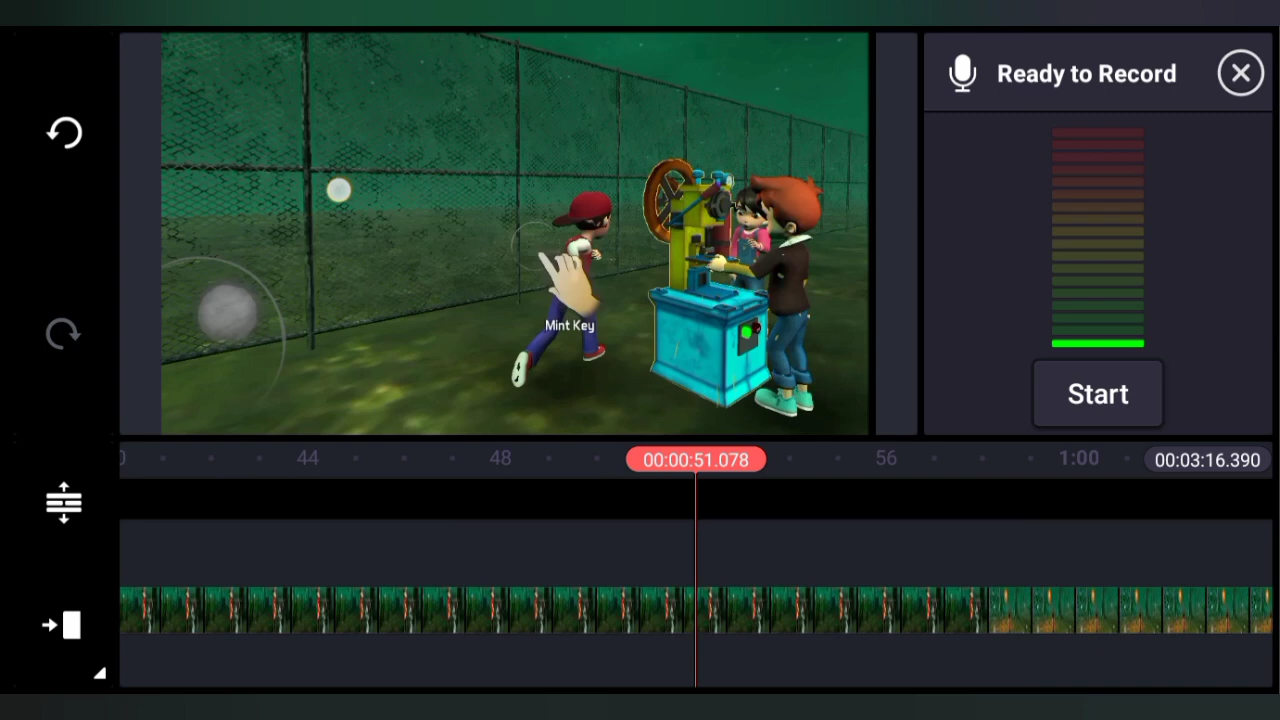 Ready to Record
Mint Key
Start
44
48
00:00:51.078
56
1:00
00:03:16.390